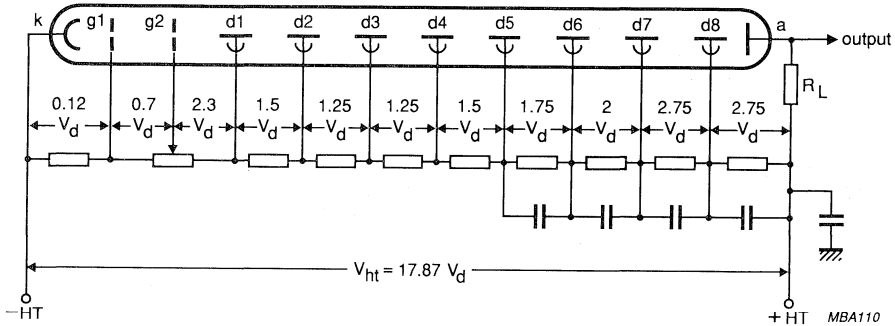 k g1 g2 d1 d2 d3 d4 d5 d6 d7 d8 a output
R_L
0.12 0.7 2.3 1.5 1.25 1.25 1.5 1.75 2 2.75 2.75
V_d V_d V_d V_d V_d V_d V_d V_d V_d V_d V_d
V_ht = 17.87 V_d
−HT +HT MBA110